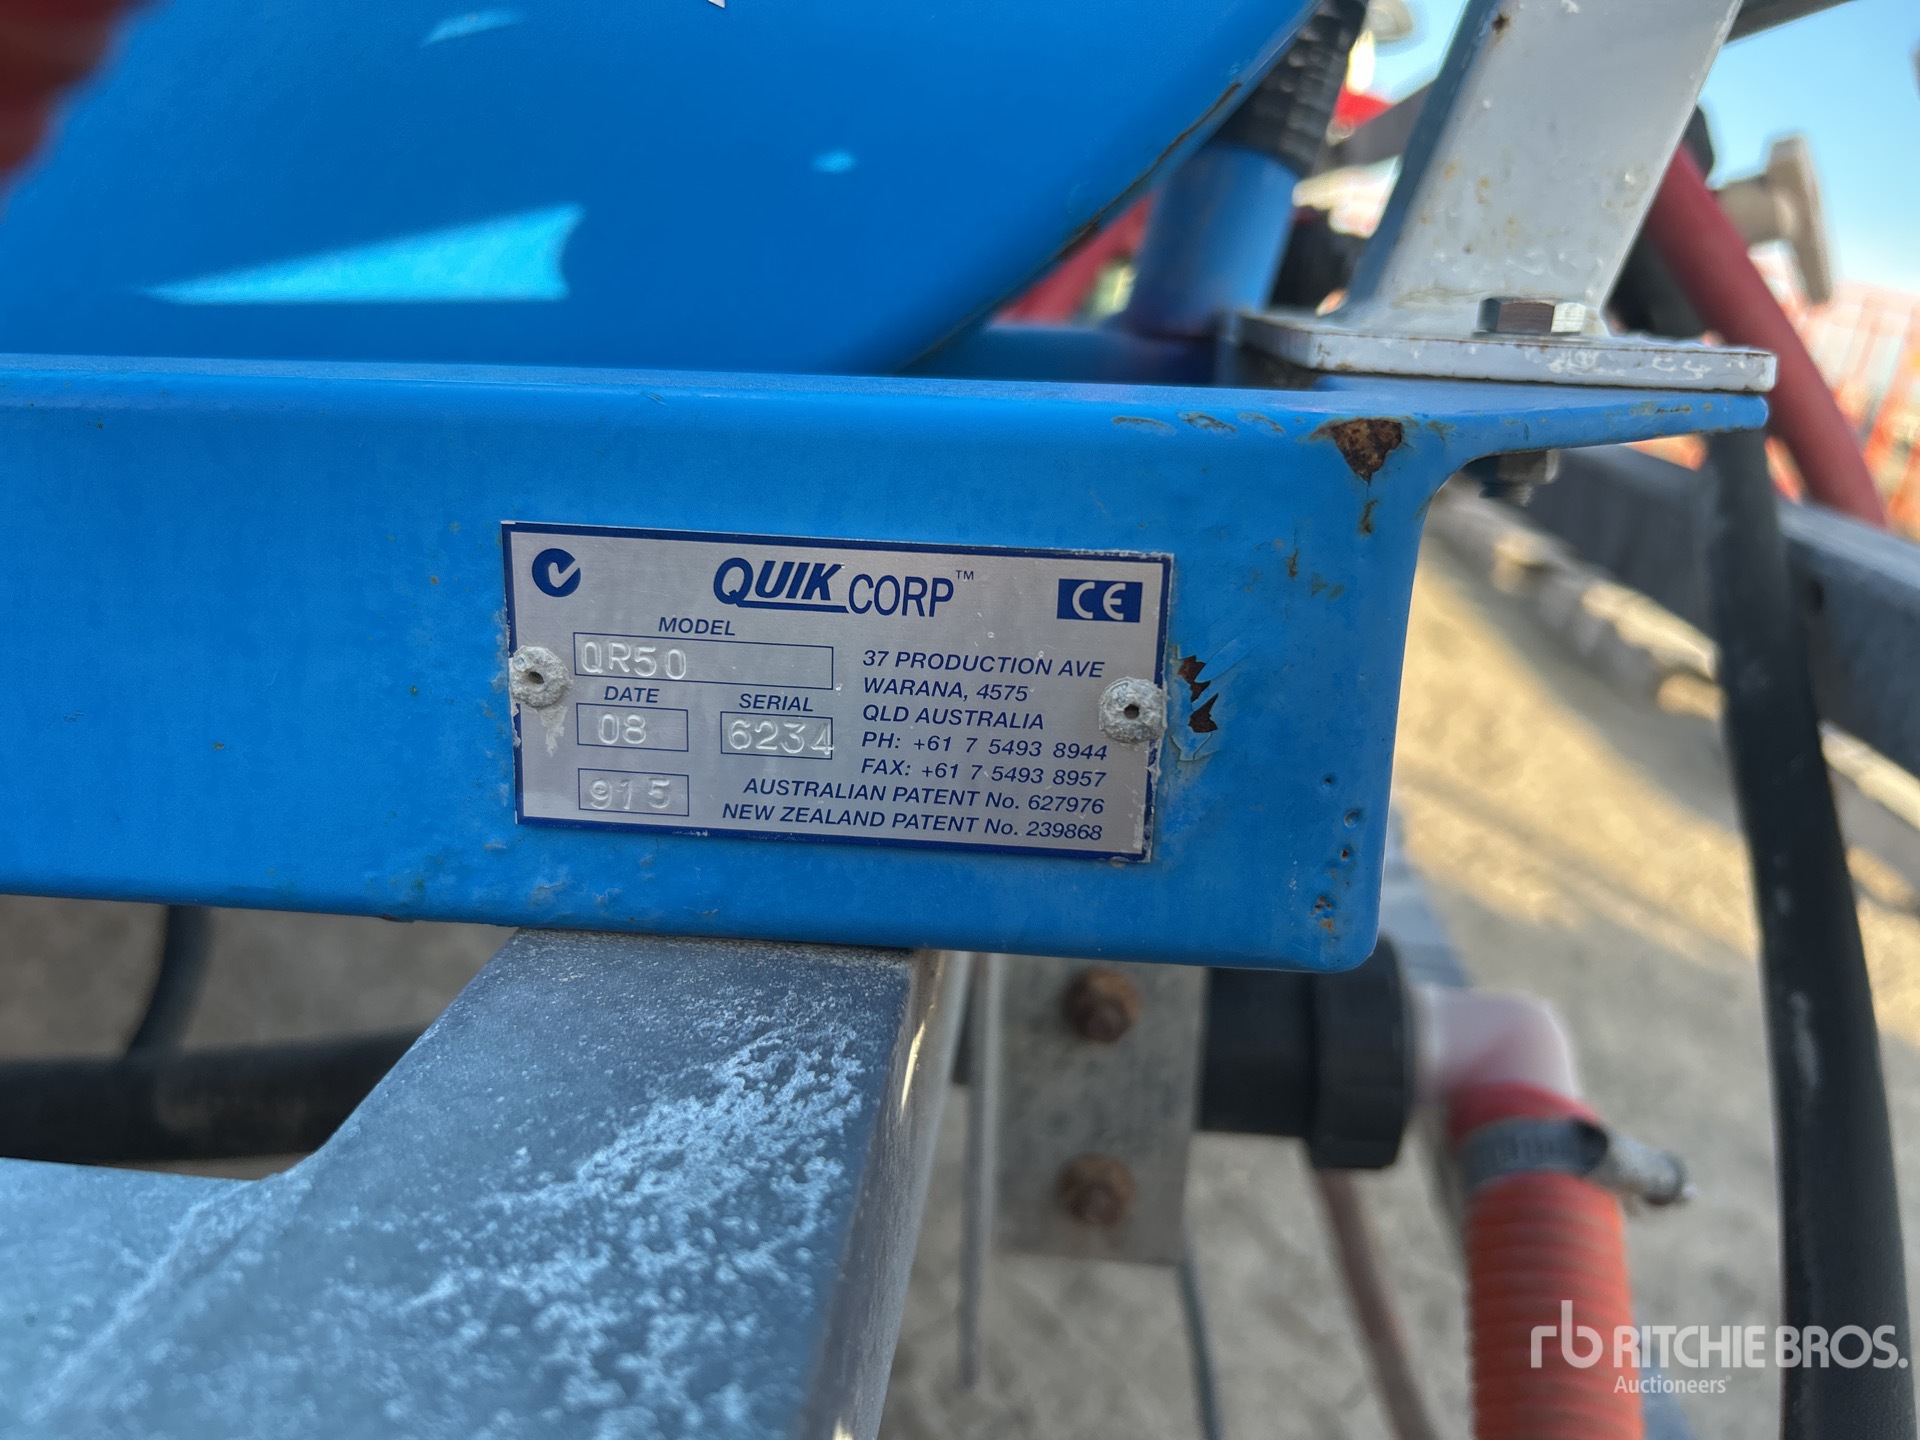 QUIK CORP™
CE
MODEL
QR50
DATE
08
SERIAL
6234
915
37 PRODUCTION AVE
WARANA, 4575
QLD AUSTRALIA
PH: +61 7 5493 8944
FAX: +61 7 5493 8957
AUSTRALIAN PATENT No. 627976
NEW ZEALAND PATENT No. 239868
rb RITCHIE BROS.
Auctioneers